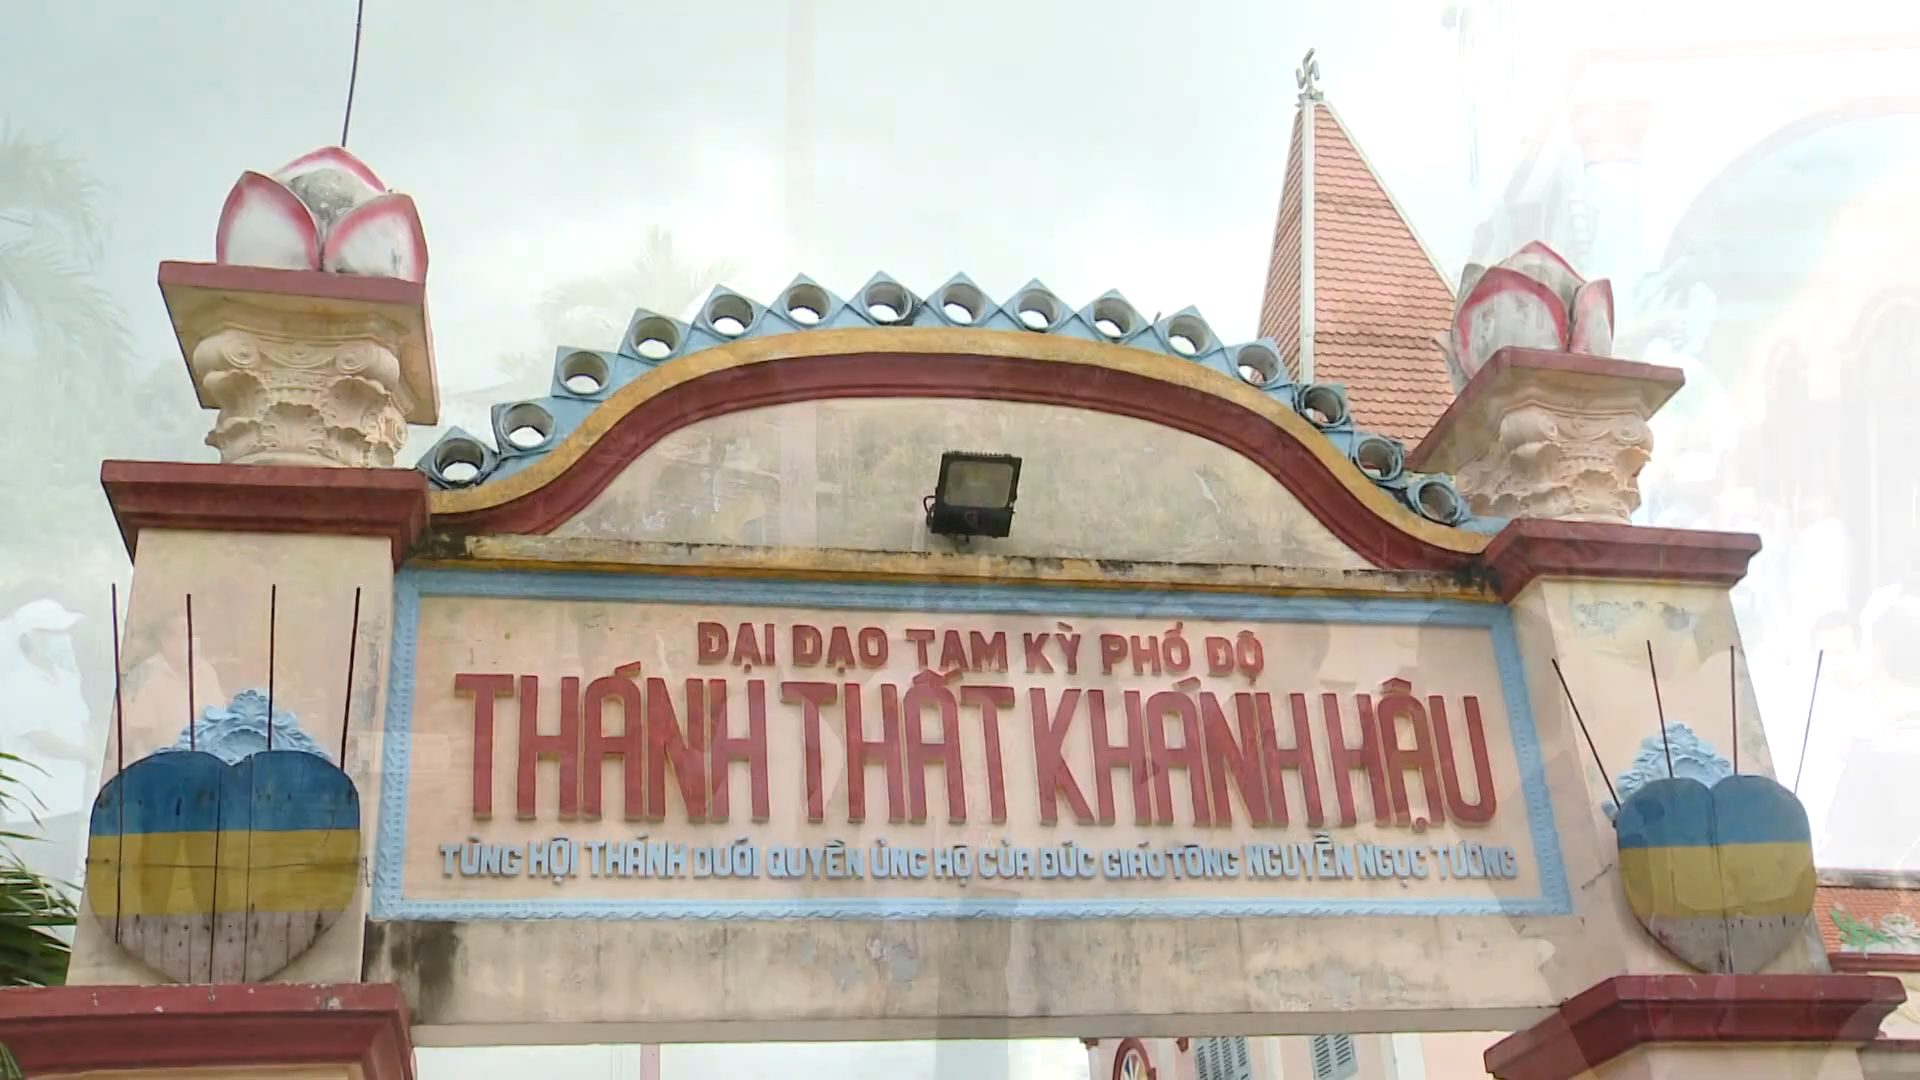 ĐẠI ĐẠO TAM KỲ PHỔ ĐỘ
THÁNH THẤT KHÁNH HẬU
TÙNG HỘI THÁNH DƯỚI QUYỀN ỦNG HỘ CỦA ĐỨC GIÁO TÔNG NGUYỄN NGỌC TƯƠNG